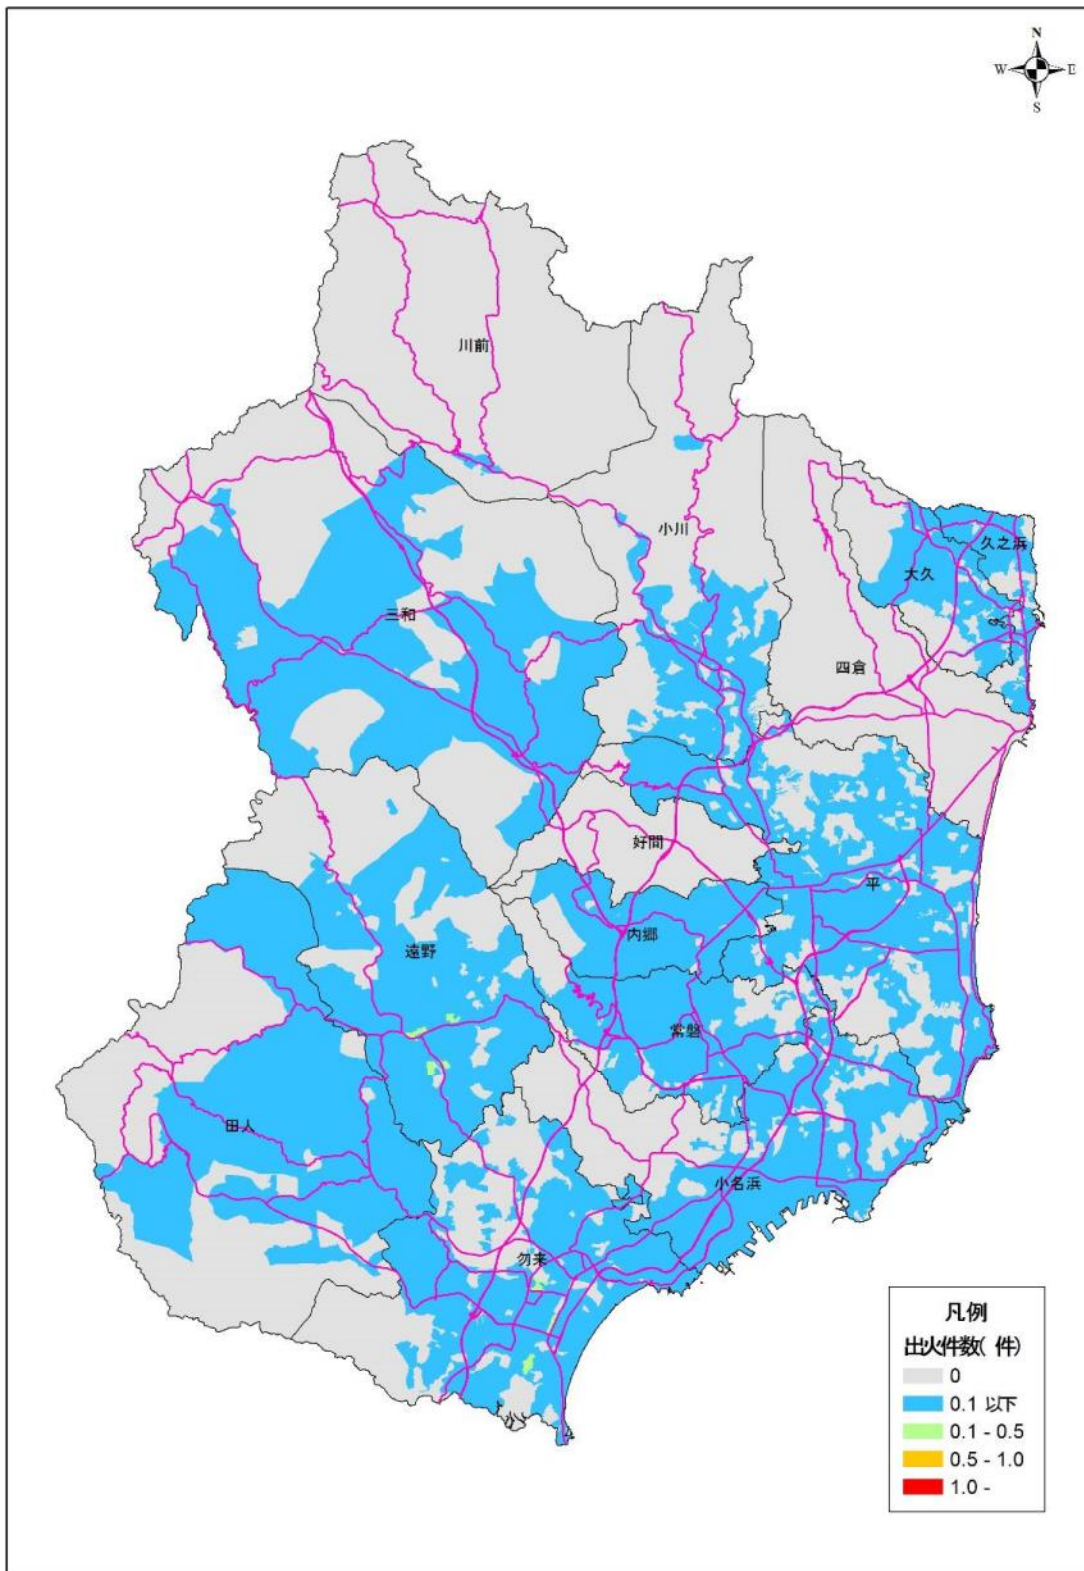 N
W E
S
川前
小川
久之浜
大久
三和
四倉
好間
平
内郷
遠野
常磐
田人
小名浜
勿来
凡例
出火件数( 件)
0
0.1 以下
0.1 - 0.5
0.5 - 1.0
1.0 -